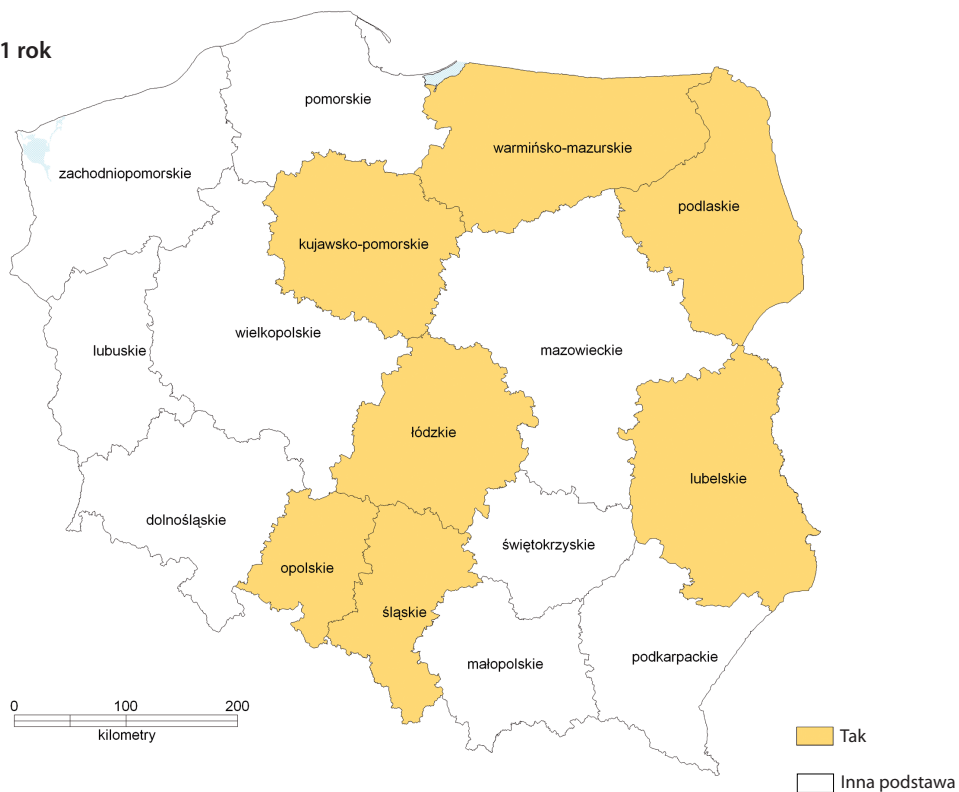 1 rok
pomorskie
warmińsko-mazurskie
zachodniopomorskie
podlaskie
kujawsko-pomorskie
wielkopolskie
lubuskie
mazowieckie
łódzkie
lubelskie
dolnośląskie
świętokrzyskie
opolskie
śląskie
małopolskie
podkarpackie
0 100 200
kilometry
Tak
Inna podstawa